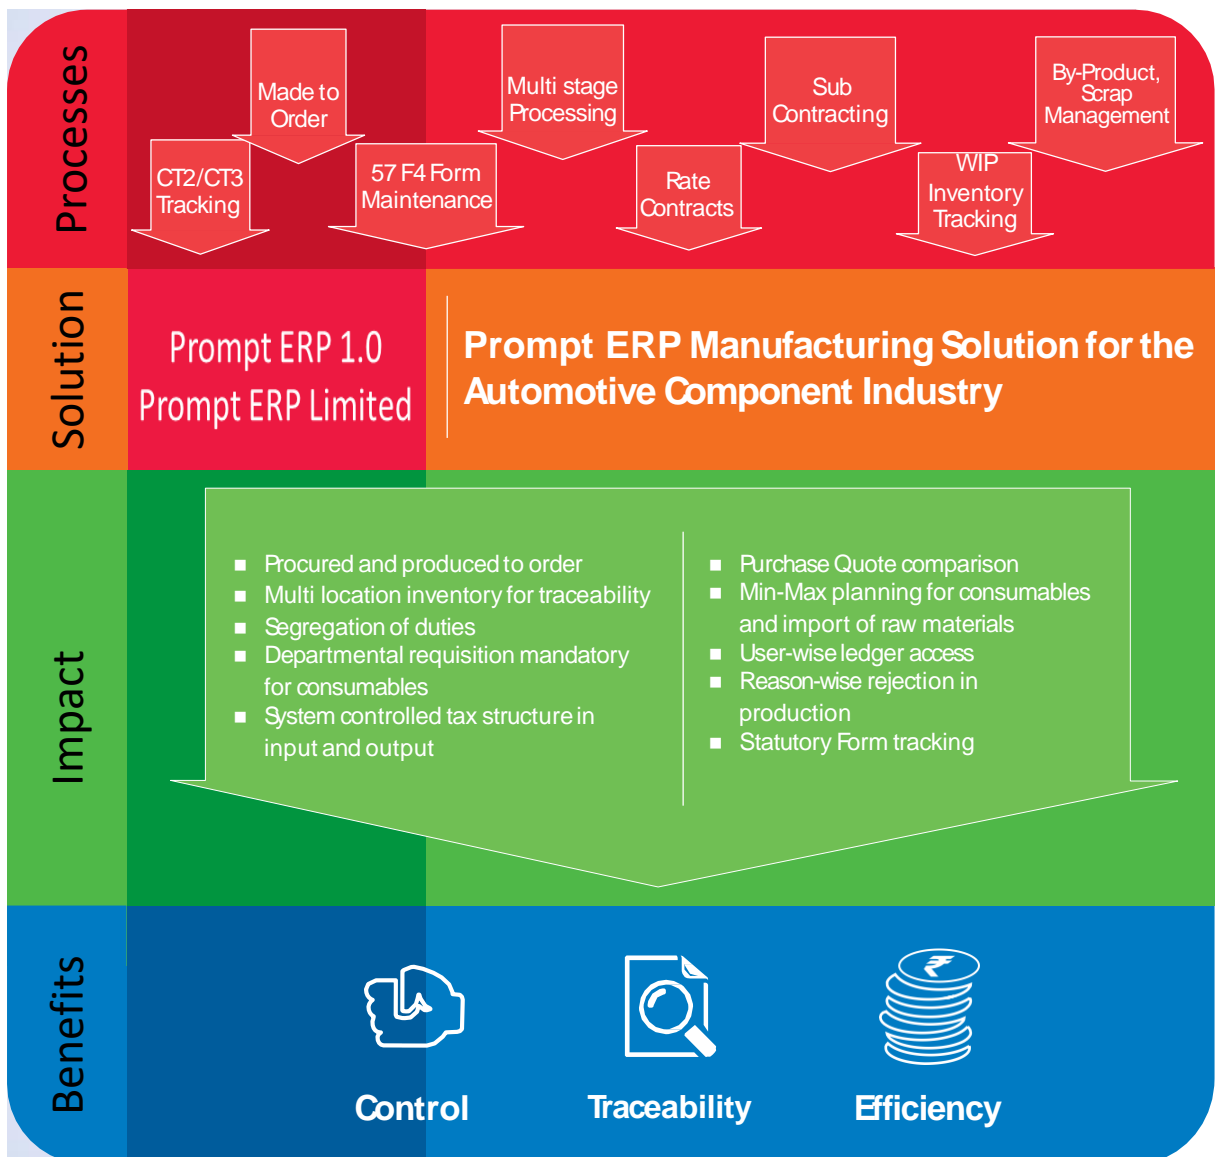 Processes
Made to
Order
Multi stage
Processing
Sub
Contracting
By-Product,
Scrap
Management
CT2/CT3
Tracking
57 F4 Form
Maintenance
Rate
Contracts
WIP
Inventory
Tracking
Solution
Prompt ERP 1.0
Prompt ERP Limited
Prompt ERP Manufacturing Solution for the
Automotive Component Industry
Impact
Procured and produced to order
Multi location inventory for traceability
Segregation of duties
Departmental requisition mandatory
for consumables
System controlled tax structure in
input and output
Purchase Quote comparison
Min-Max planning for consumables
and import of raw materials
User-wise ledger access
Reason-wise rejection in
production
Statutory Form tracking
Benefits
₹
Control
Traceability
Efficiency